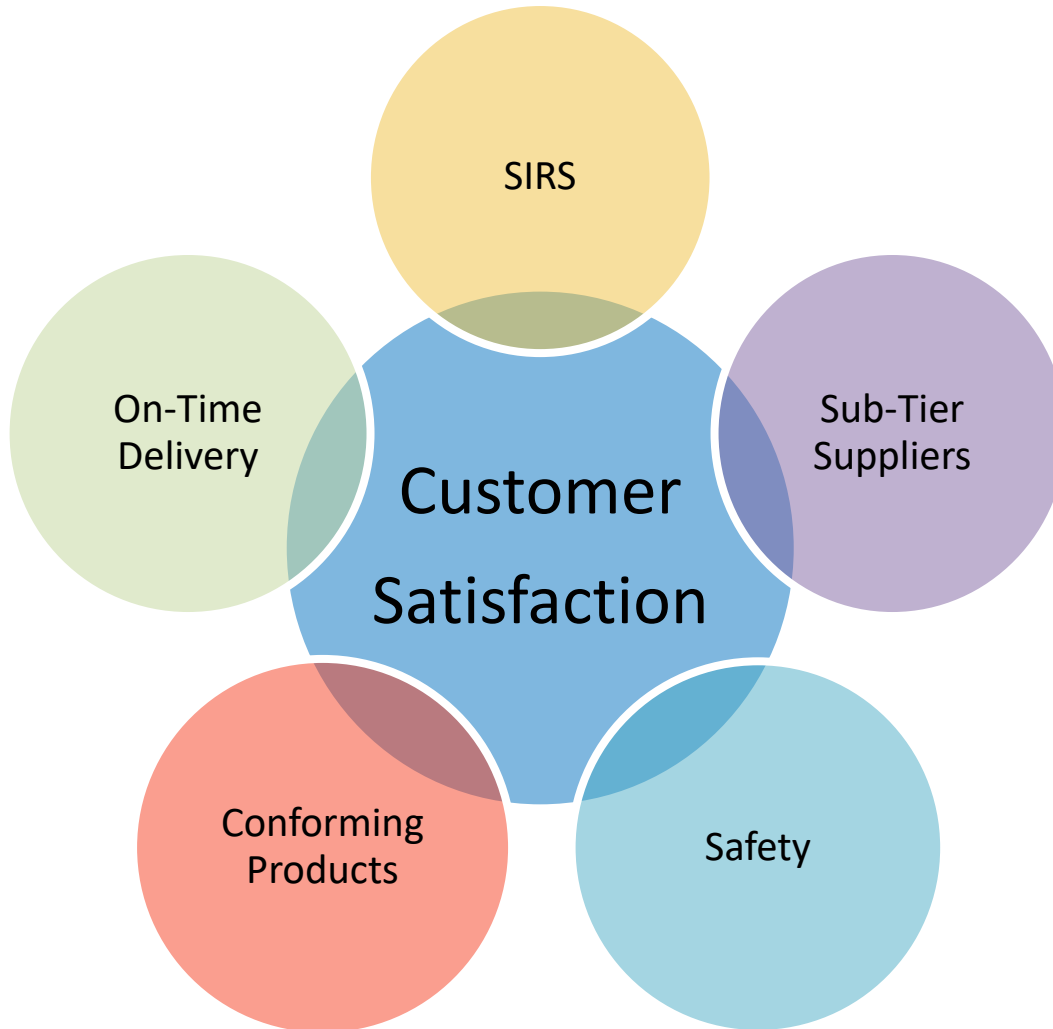 SIRS
On-Time
Delivery
Sub-Tier
Suppliers
Customer
Satisfaction
Conforming
Products
Safety